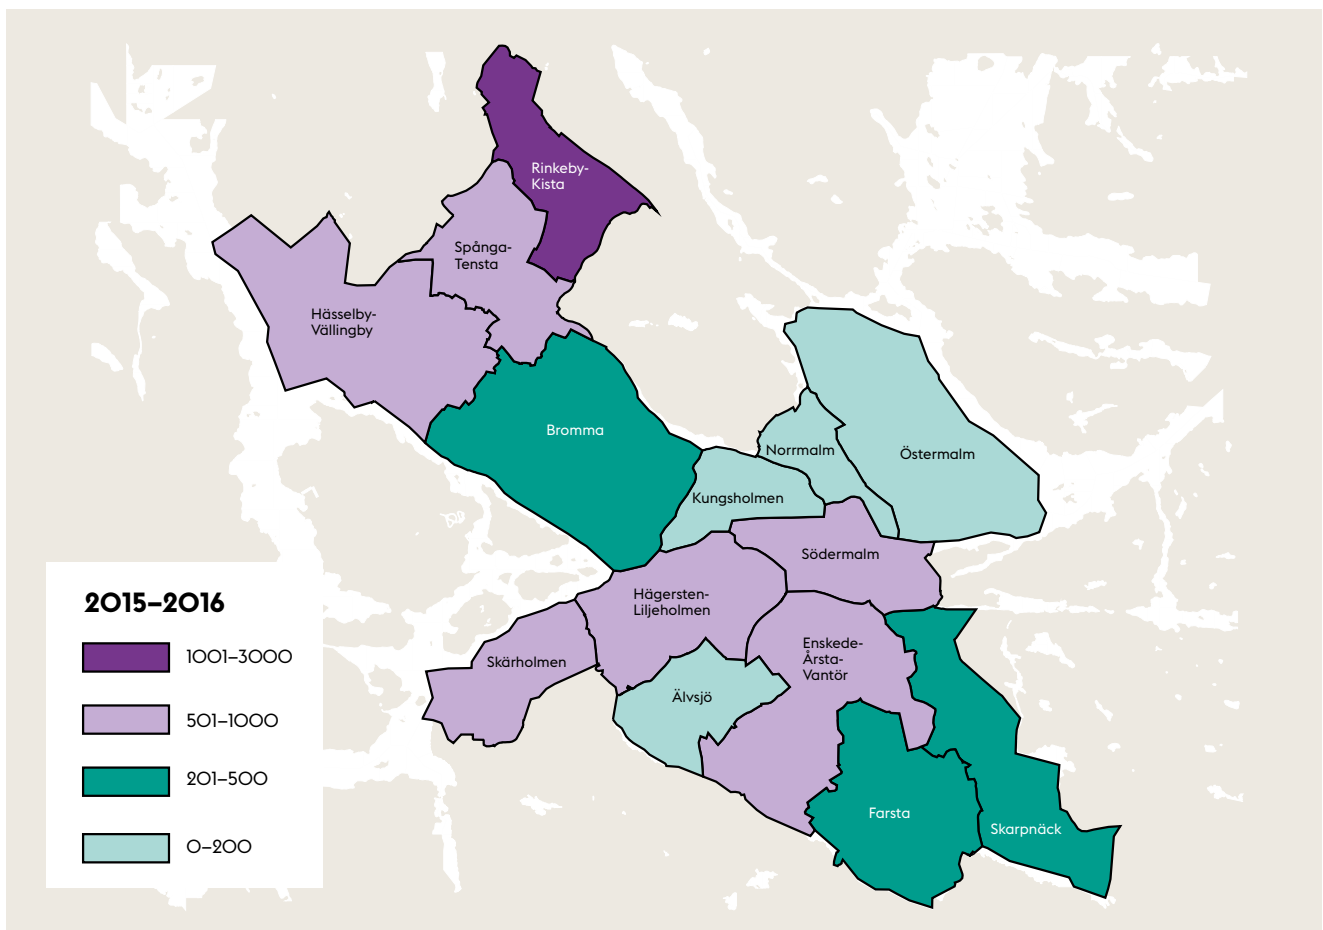 Rinkeby-
Kista
Spånga-
Tensta
Hässelby-
Vällingby
Bromma
Norrmalm
Östermalm
Kungsholmen
Södermalm
Hägersten-
Liljeholmen
Skärholmen
Enskede-
Årsta-
Vantör
Älvsjö
Farsta
Skarpnäck
2015–2016
1001–3000
501–1000
201–500
0–200